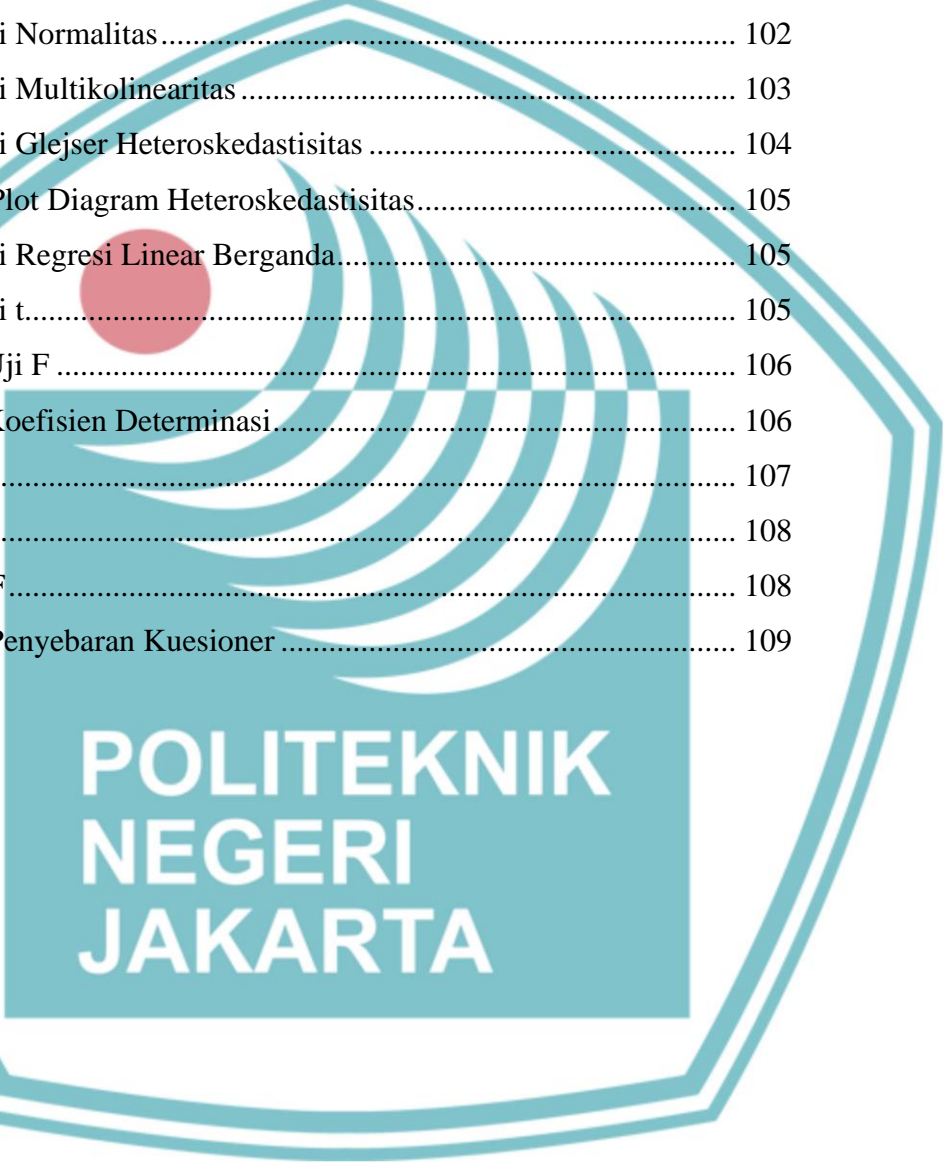 i Normalitas ........ 102
i Multikolinearitas ........ 103
i Glejser Heteroskedastisitas ........ 104
Plot Diagram Heteroskedastisitas ........ 105
i Regresi Linear Berganda ........ 105
i t ........ 105
Uji F ........ 106
Koefisien Determinasi ........ 106
........ 107
........ 108
F ........ 108
Penyebaran Kuesioner ........ 109
POLITEKNIK
NEGERI
JAKARTA